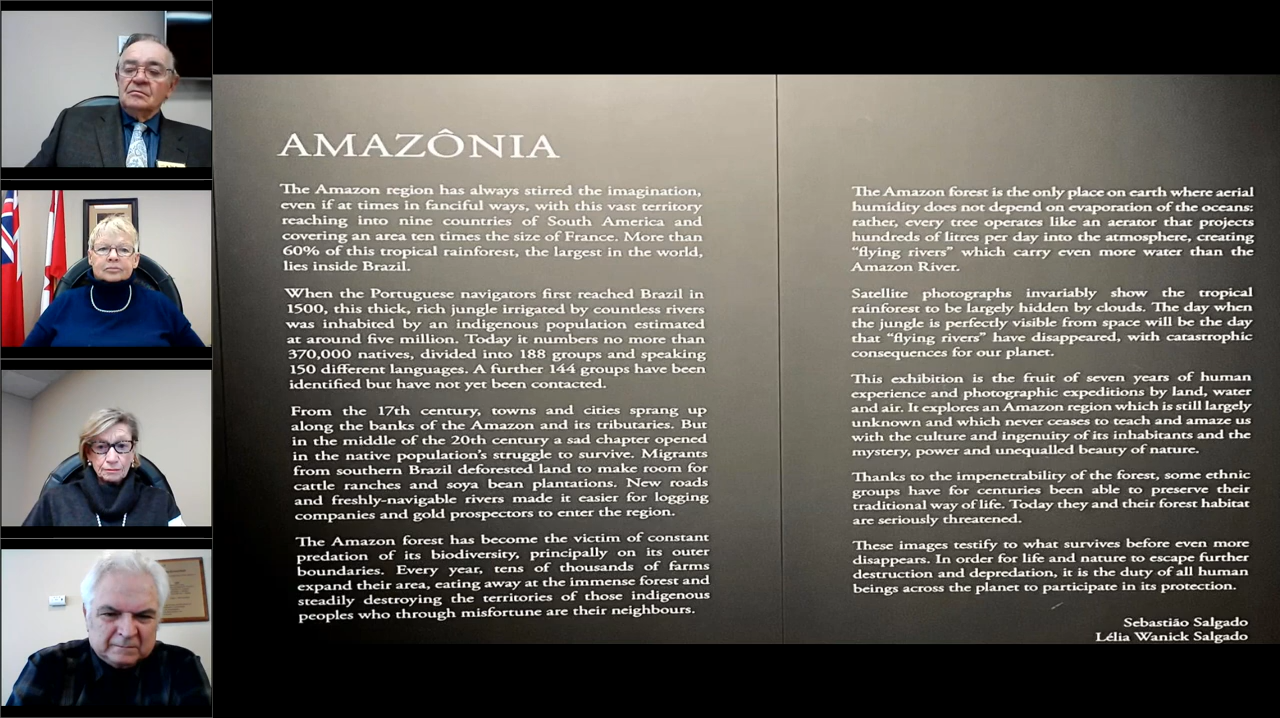 AMAZÔNIA
The Amazon region has always stirred the imagination,
even if at times in fanciful ways, with this vast territory
reaching into nine countries of South America and
covering an area ten times the size of France. More than
60% of this tropical rainforest, the largest in the world,
lies inside Brazil.
When the Portuguese navigators first reached Brazil in
1500, this thick, rich jungle irrigated by countless rivers
was inhabited by an indigenous population estimated
at around five million. Today it numbers no more than
370,000 natives, divided into 188 groups and speaking
150 different languages. A further 144 groups have been
identified but have not yet been contacted.
From the 17th century, towns and cities sprang up
along the banks of the Amazon and its tributaries. But
in the middle of the 20th century a sad chapter opened
in the native population's struggle to survive. Migrants
from southern Brazil deforested land to make room for
cattle ranches and soya bean plantations. New roads
and freshly-navigable rivers made it easier for logging
companies and gold prospectors to enter the region.
The Amazon forest has become the victim of constant
predation of its biodiversity, principally on its outer
boundaries. Every year, tens of thousands of farms
expand their area, eating away at the immense forest and
steadily destroying the territories of those indigenous
peoples who through misfortune are their neighbours.
The Amazon forest is the only place on earth where aerial
humidity does not depend on evaporation of the oceans:
rather, every tree operates like an aerator that projects
hundreds of litres per day into the atmosphere, creating
“flying rivers” which carry even more water than the
Amazon River.
Satellite photographs invariably show the tropical
rainforest to be largely hidden by clouds. The day when
the jungle is perfectly visible from space will be the day
that “flying rivers” have disappeared, with catastrophic
consequences for our planet.
This exhibition is the fruit of seven years of human
experience and photographic expeditions by land, water
and air. It explores an Amazon region which is still largely
unknown and which never ceases to teach and amaze us
with the culture and ingenuity of its inhabitants and the
mystery, power and unequalled beauty of nature.
Thanks to the impenetrability of the forest, some ethnic
groups have for centuries been able to preserve their
traditional way of life. Today they and their forest habitat
are seriously threatened.
These images testify to what survives before even more
disappears. In order for life and nature to escape further
destruction and depredation, it is the duty of all human
beings across the planet to participate in its protection.
Sebastião Salgado
Lélia Wanick Salgado